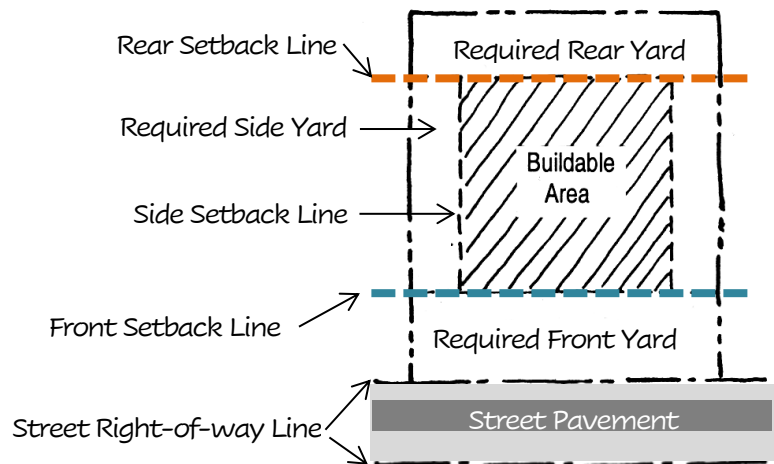 Rear Setback Line
Required Rear Yard
Required Side Yard
Buildable
Area
Side Setback Line
Front Setback Line
Required Front Yard
Street Right-of-way Line
Street Pavement